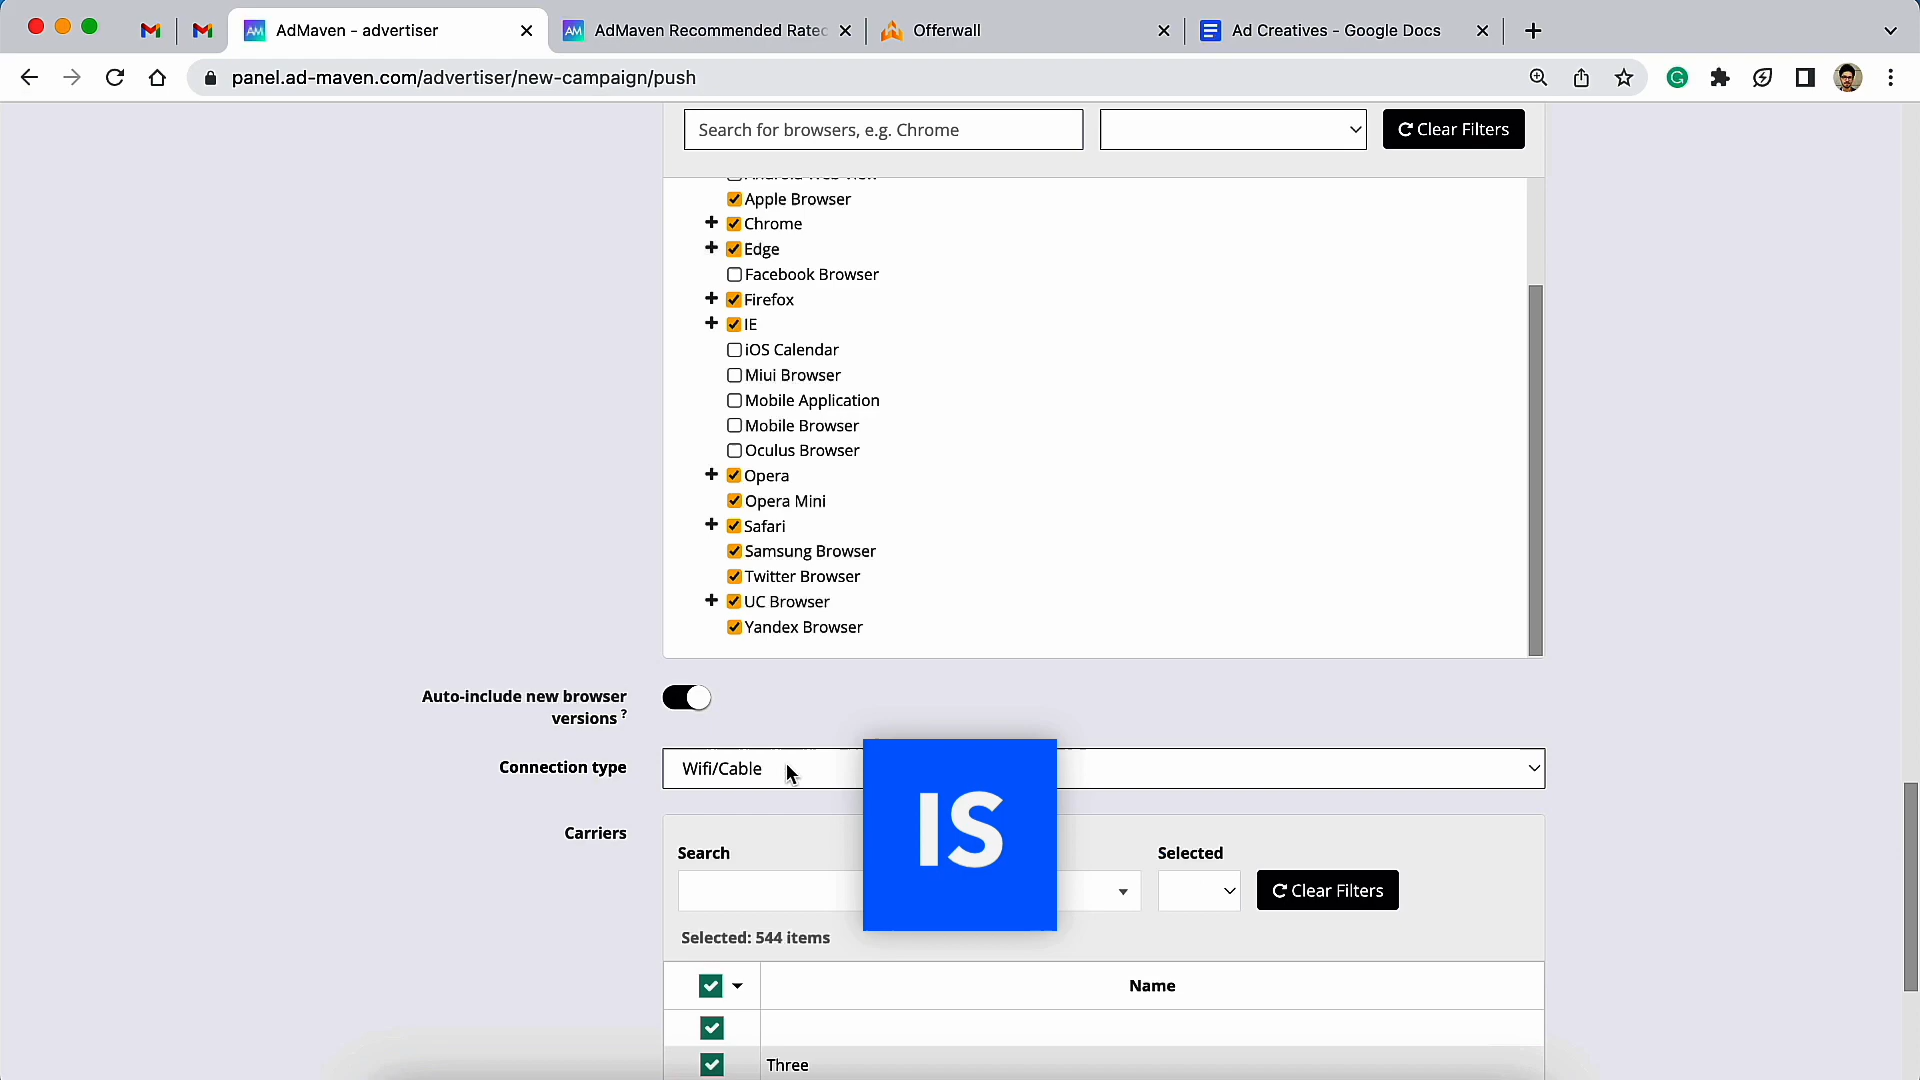 AdMaven - advertiser
AdMaven Recommended Rates
Offerwall
Ad Creatives - Google Docs
panel.ad-maven.com/advertiser/new-campaign/push
Search for browsers, e.g. Chrome
Clear Filters
Apple Browser
Chrome
Edge
Facebook Browser
Firefox
IE
iOS Calendar
Miui Browser
Mobile Application
Mobile Browser
Oculus Browser
Opera
Opera Mini
Safari
Samsung Browser
Twitter Browser
UC Browser
Yandex Browser
Auto-include new browser
versions ?
Connection type
Wifi/Cable
IS
Carriers
Search
Selected
Clear Filters
Selected: 544 items
Name
Three